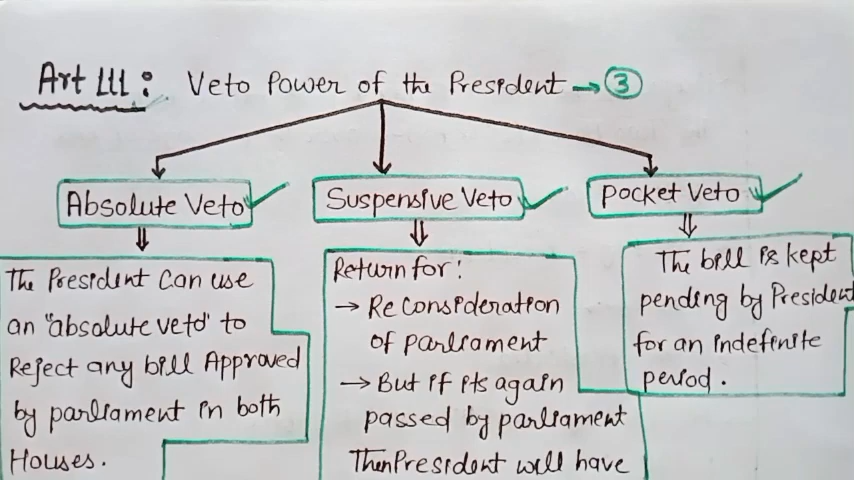 Art 111: Veto Power of the President → ③
Absolute Veto
Suspensive Veto
Pocket Veto
The President Can use
an "absolute veto" to
Reject any bill Approved
by parliament in both
Houses.
Return for:
→ Reconsideration
of parliament
→ But if its again
passed by parliament
Then President will have
The bill is kept
pending by President
for an indefinite
period.